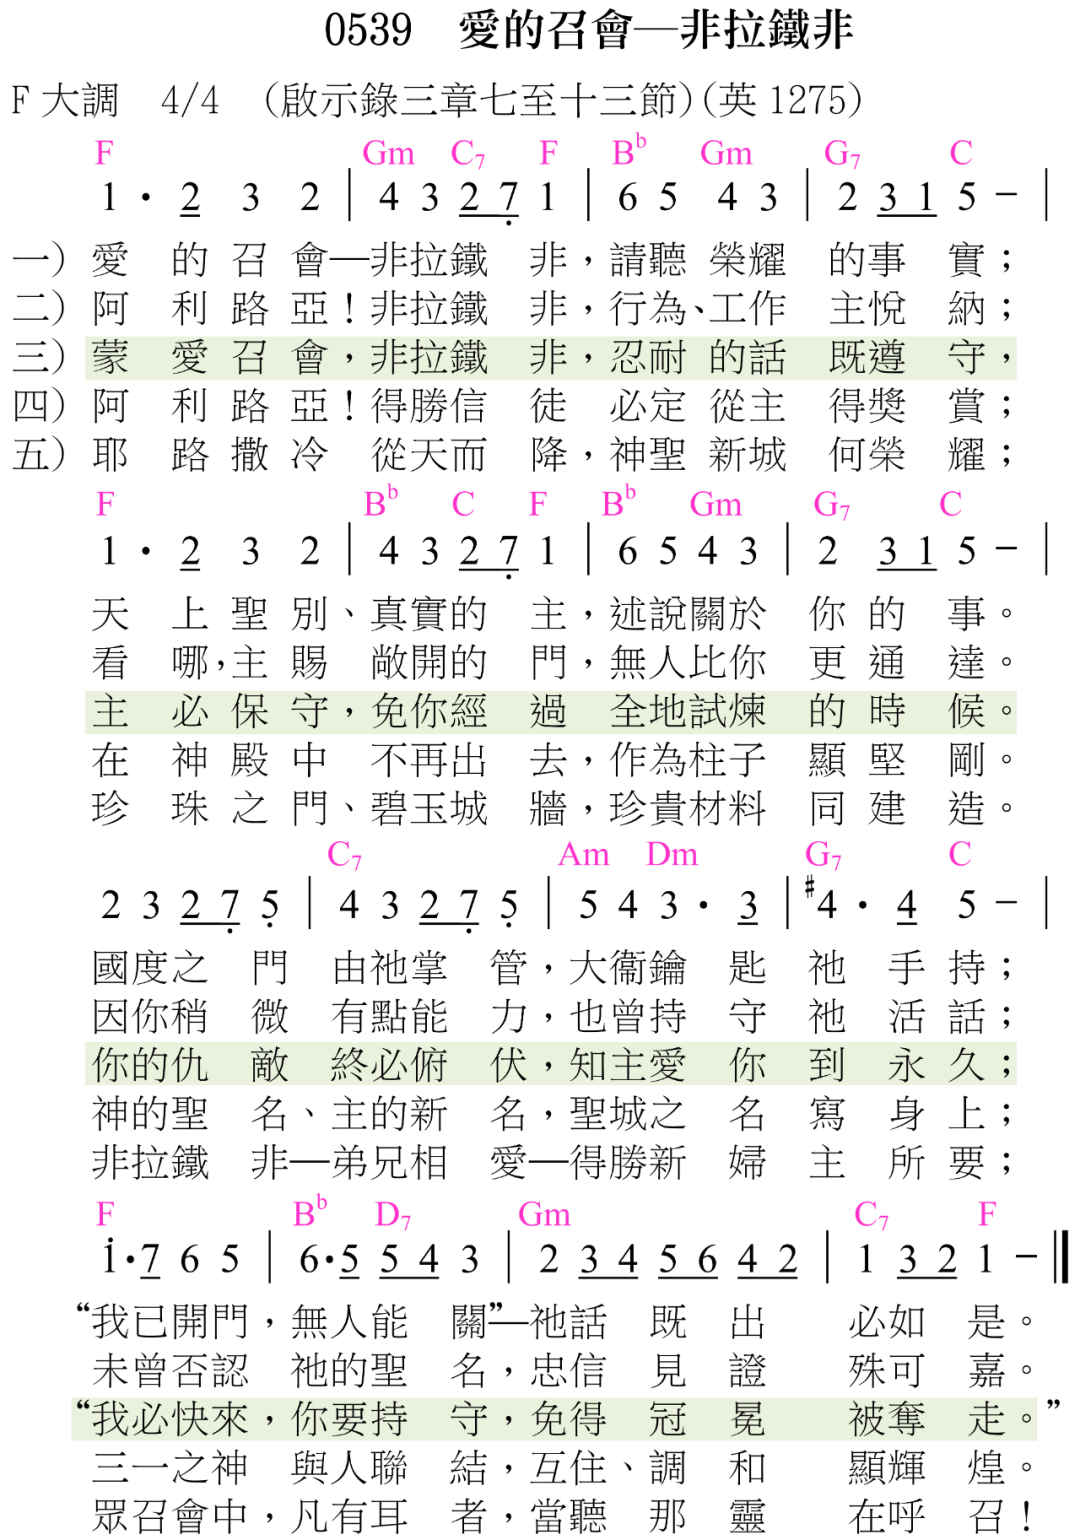 0539 愛的召會—非拉鐵非
F大調 4/4 (啟示錄三章七至十三節)(英1275)
F Gm C7 F Bb Gm G7 C
1 · 2 3 2 | 4 3 2 7 1 | 6 5 4 3 | 2 3 1 5 – |
一) 愛的召會—非拉鐵非，請聽榮耀的事實；
二) 阿利路亞！非拉鐵非，行為、工作主悅納；
三) 蒙愛召會，非拉鐵非，忍耐的話既遵守，
四) 阿利路亞！得勝信徒必定從主得獎賞；
五) 耶路撒冷從天而降，神聖新城何榮耀；
F Bb C F Bb Gm G7 C
1 · 2 3 2 | 4 3 2 7 1 | 6 5 4 3 | 2 3 1 5 – |
天上聖別、真實的主，述說關於你的事。
看哪，主賜敞開的門，無人比你更通達。
主必保守，免你經過全地試煉的時候。
在神殿中不再出去，作為柱子顯堅剛。
珍珠之門、碧玉城牆，珍貴材料同建造。
C7 Am Dm G7 C
2 3 2 7 5 | 4 3 2 7 5 | 5 4 3 · 3 | #4 · 4 5 – |
國度之門由祂掌管，大衞鑰匙祂手持；
因你稍微有點能力，也曾持守祂活話；
你的仇敵終必俯伏，知主愛你到永久；
神的聖名、主的新名，聖城之名寫身上；
非拉鐵非—弟兄相愛—得勝新婦主所要；
F Bb D7 Gm C7 F
1 · 7 6 5 | 6 · 5 5 4 3 | 2 3 4 5 6 4 2 | 1 3 2 1 – ‖
“我已開門，無人能關”—祂話既出必如是。
未曾否認祂的聖名，忠信見證殊可嘉。
“我必快來，你要持守，免得冠冕被奪走。”
三一之神與人聯結，互住、調和顯輝煌。
眾召會中，凡有耳者，當聽那靈在呼召！